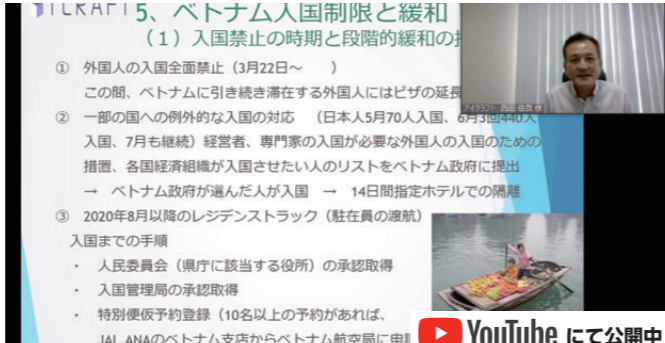 ITCRAFT
5、ベトナム入国制限と緩和
（1）入国禁止の時期と段階的緩和の
① 外国人の入国全面禁止（3月22日～　　）
この間、ベトナムに引き続き滞在する外国人にはビザの延長
② 一部の国への例外的な入国の対応　（日本人5月70人入国、6月3回440人
入国、7月も継続）経営者、専門家の入国が必要な外国人の入国のための
措置、各国経済組織が入国させたい人のリストをベトナム政府に提出
→　ベトナム政府が選んだ人が入国　→　14日間指定ホテルでの隔離
③ 2020年8月以降のレジデンストラック（駐在員の渡航）
入国までの手順
・ 人民委員会（県庁に該当する役所）の承認取得
・ 入国管理局の承認取得
・ 特別便仮予約登録（10名以上の予約があれば、
JAL、ANAのベトナム支店からベトナム航空局に申
アイクラフト
YouTube にて公開中